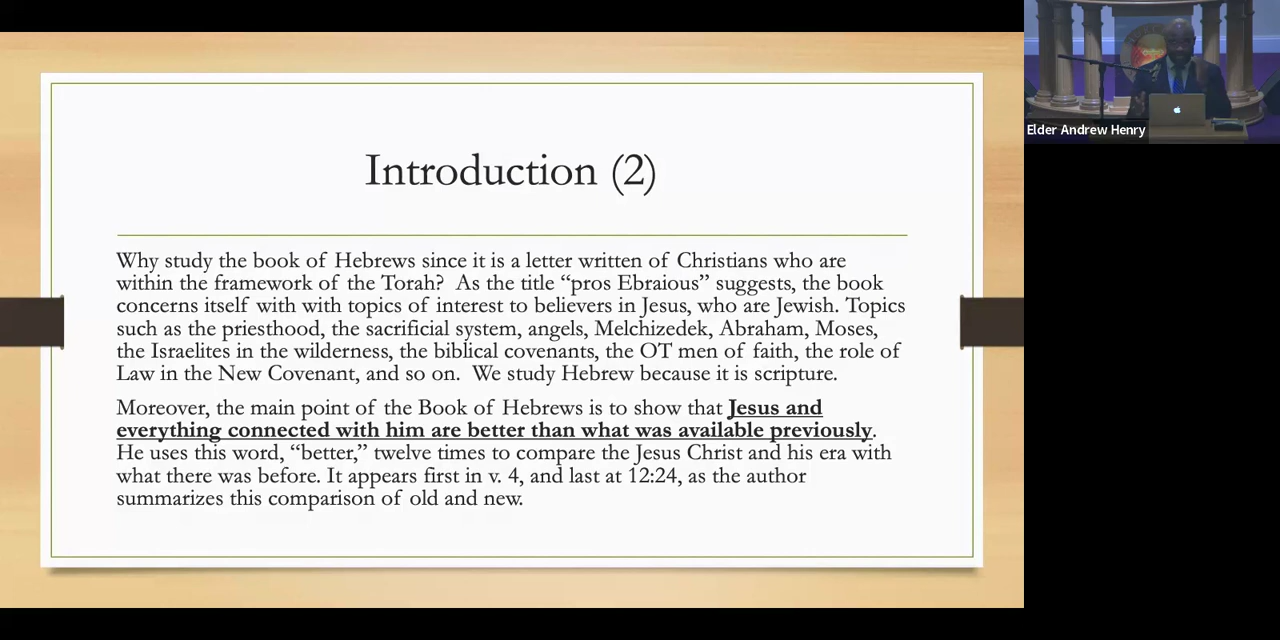 Introduction (2)
Why study the book of Hebrews since it is a letter written of Christians who are
within the framework of the Torah? As the title “pros Ebraious” suggests, the book
concerns itself with with topics of interest to believers in Jesus, who are Jewish. Topics
such as the priesthood, the sacrificial system, angels, Melchizedek, Abraham, Moses,
the Israelites in the wilderness, the biblical covenants, the OT men of faith, the role of
Law in the New Covenant, and so on. We study Hebrew because it is scripture.
Moreover, the main point of the Book of Hebrews is to show that Jesus and
everything connected with him are better than what was available previously.
He uses this word, “better,” twelve times to compare the Jesus Christ and his era with
what there was before. It appears first in v. 4, and last at 12:24, as the author
summarizes this comparison of old and new.
Elder Andrew Henry